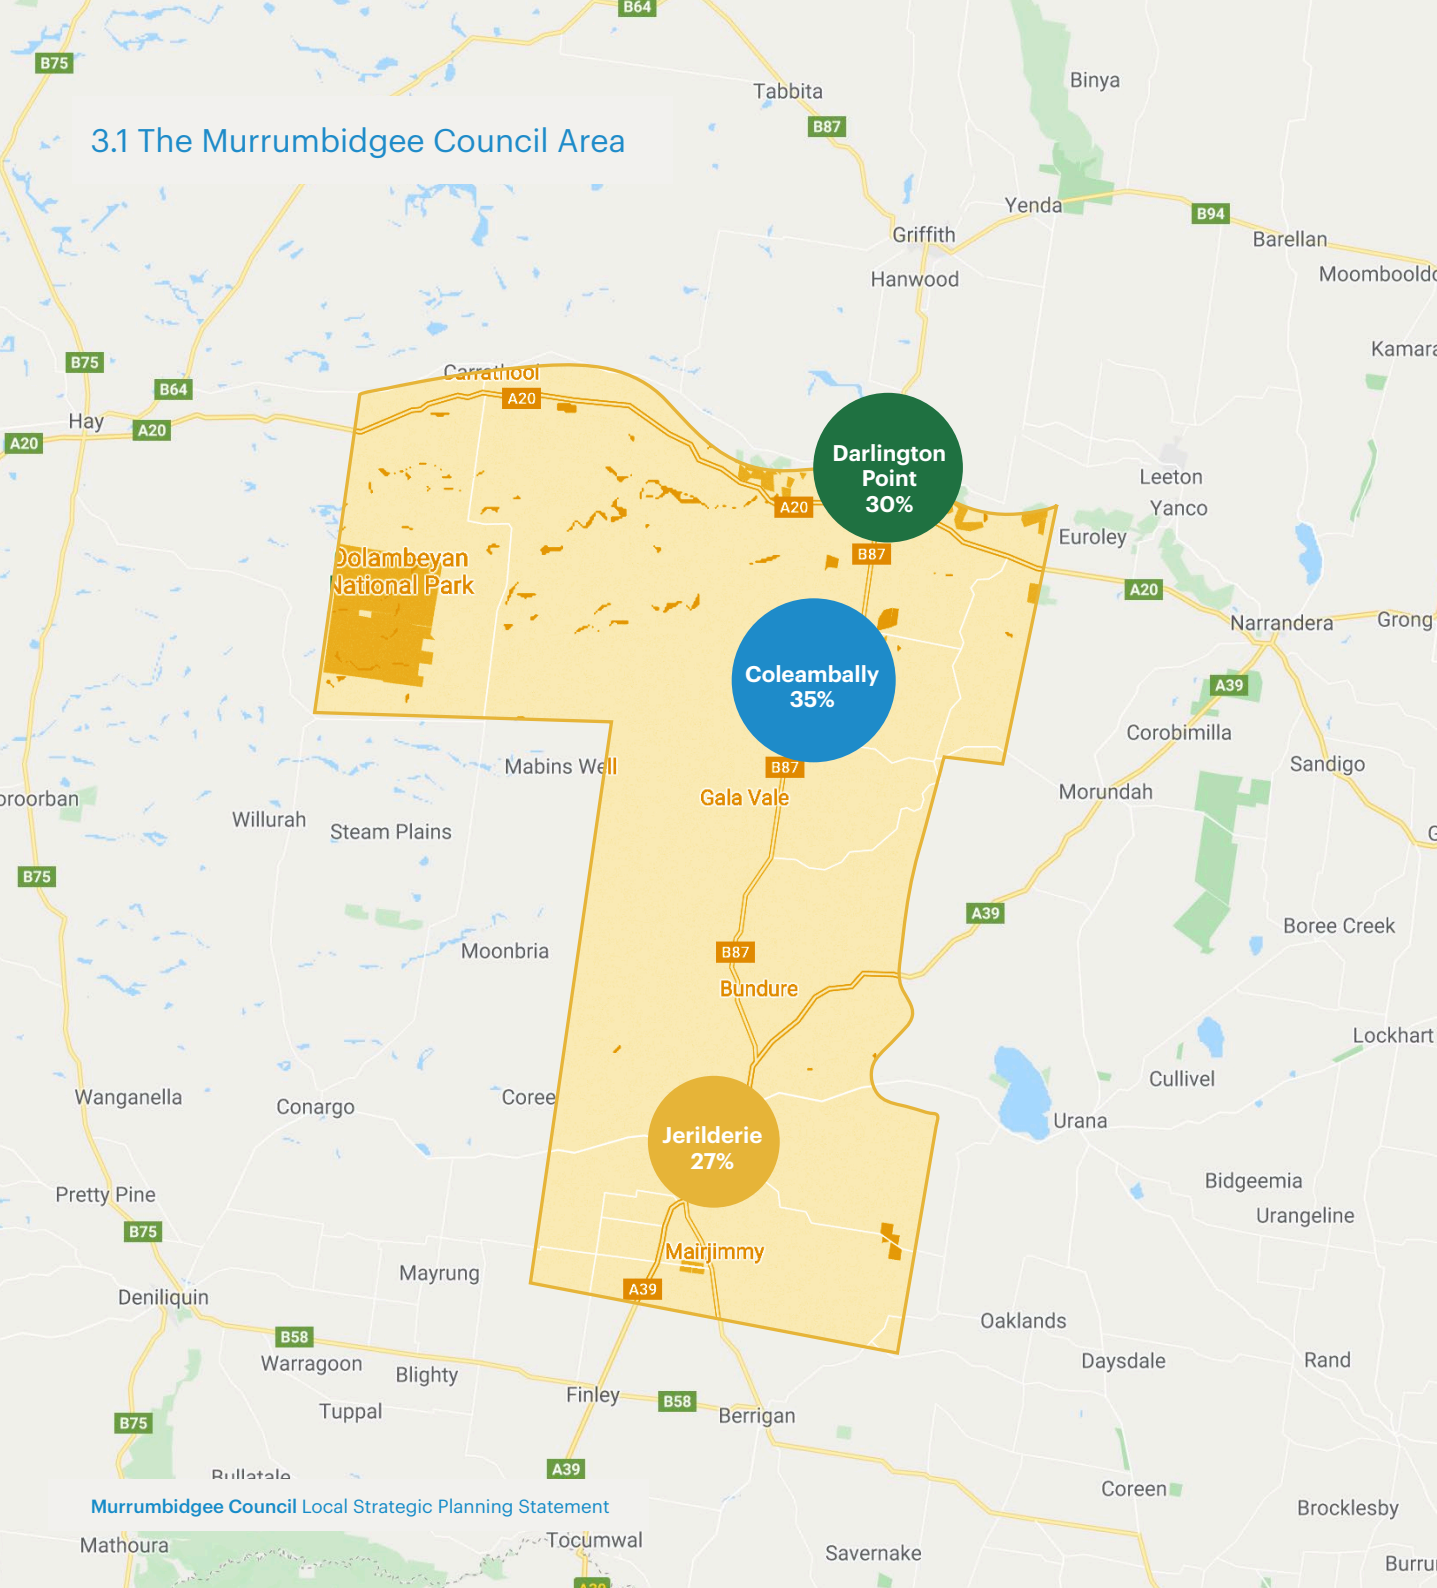 B64
B75
Binya
Tabbita
B87
3.1 The Murrumbidgee Council Area
Yenda
B94
Griffith
Barellan
Hanwood
Kamara
B75
Carrathool
B64
A20
Hay
A20
A20
Darlington
Point
30%
Leeton
Yanco
A20
Euroley
B87
Oolambeyan
National Park
A20
Narrandera
Grong
Coleambally
35%
A39
Corobimilla
Mabins Well
B87
Sandigo
Gala Vale
Morundah
oroorban
Willurah
Steam Plains
B75
A39
Boree Creek
Moonbria
B87
Bundure
Lockhart
Cullivel
Wanganella
Coree
Conargo
Urana
Jerilderie
27%
Bidgeemia
Pretty Pine
Urangeline
B75
Mairjimmy
Mayrung
A39
Deniliquin
Oaklands
B58
Warragoon
Daysdale
Rand
Blighty
Finley
B58
Tuppal
Berrigan
B75
A39
Bullatale
Coreen
Murrumbidgee Council Local Strategic Planning Statement
Brocklesby
Tocumwal
Mathoura
Savernake
Burru
A39